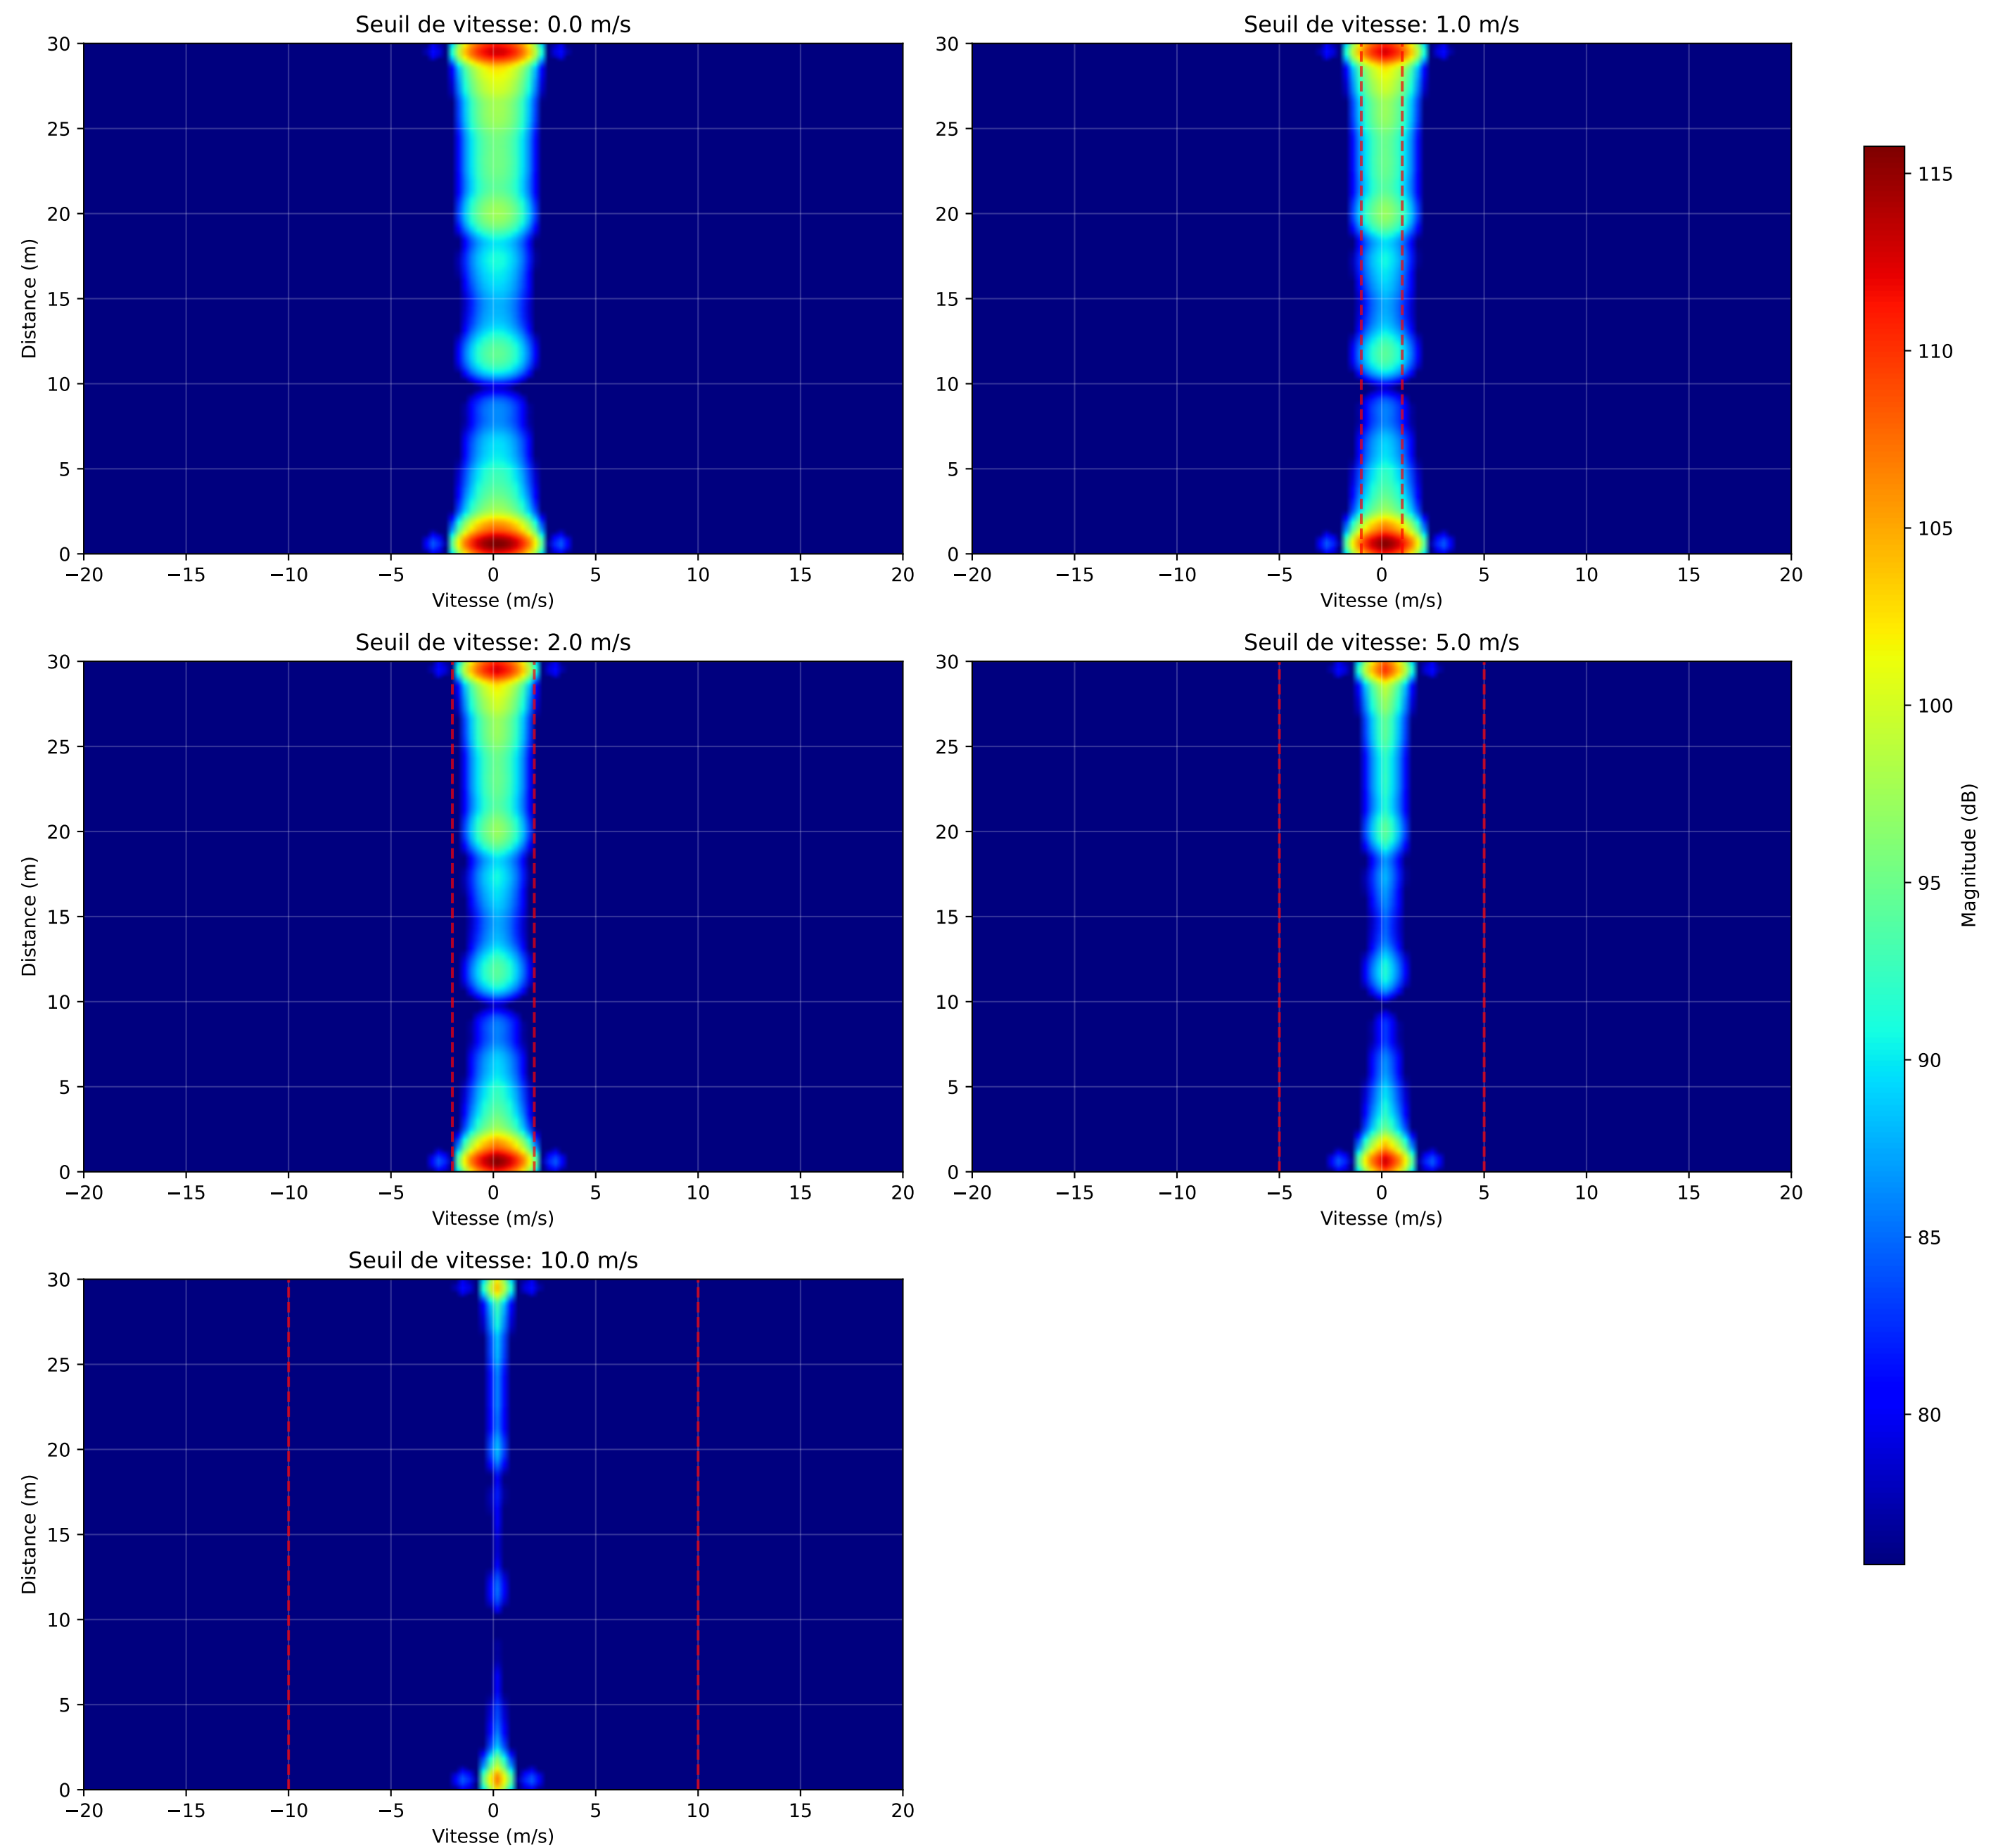 Seuil de vitesse: 0.0 m/s
30
25
20
15
10
5
0
Distance (m)
−20 −15 −10 −5 0 5 10 15 20
Vitesse (m/s)
Seuil de vitesse: 1.0 m/s
30
25
20
15
10
5
0
−20 −15 −10 −5 0 5 10 15 20
Vitesse (m/s)
Seuil de vitesse: 2.0 m/s
30
25
20
15
10
5
0
Distance (m)
−20 −15 −10 −5 0 5 10 15 20
Vitesse (m/s)
Seuil de vitesse: 5.0 m/s
30
25
20
15
10
5
0
−20 −15 −10 −5 0 5 10 15 20
Vitesse (m/s)
Seuil de vitesse: 10.0 m/s
30
25
20
15
10
5
0
Distance (m)
−20 −15 −10 −5 0 5 10 15 20
Vitesse (m/s)
115
110
105
100
95
90
85
80
Magnitude (dB)